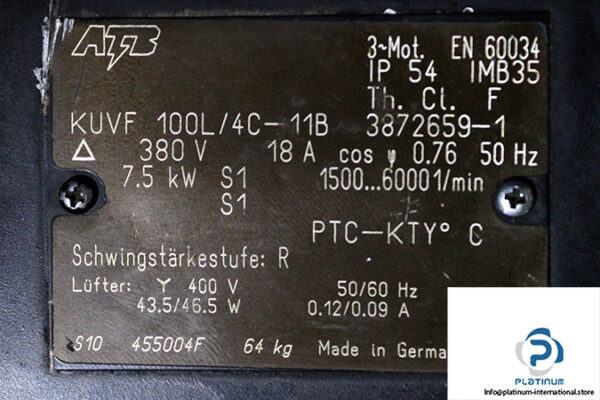 ATB
3~Mot. EN 60034
IP 54 IMB35
Th. Cl. F
KUVF 100L/4C-11B 3872659-1
Δ 380 V 18 A cos φ 0.76 50 Hz
7.5 kW S1 1500...6000 1/min
S1
PTC-KTY° C
Schwingstärkestufe: R
Lüfter: Y 400 V 50/60 Hz
43.5/46.5 W 0.12/0.09 A
S10 455004F 64 kg Made in Germa
PLATINUM
Info@platinum-international.store